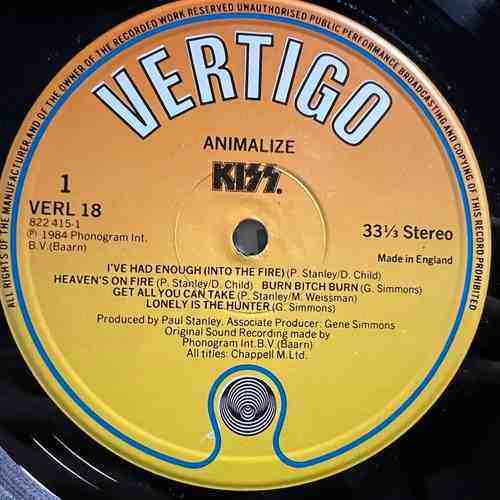 ALL RIGHTS OF THE MANUFACTURER AND OF THE OWNER OF THE RECORDED WORK RESERVED UNAUTHORISED PUBLIC PERFORMANCE BROADCASTING AND COPYING OF THIS RECORD PROHIBITED
VERTIGO
ANIMALIZE
KISS.
1
VERL 18
822 415-1
℗ 1984 Phonogram Int.
B.V.(Baarn)
33⅓ Stereo
Made in England
I'VE HAD ENOUGH (INTO THE FIRE) (P. Stanley/D. Child)
HEAVEN'S ON FIRE (P. Stanley/D. Child) BURN BITCH BURN (G. Simmons)
GET ALL YOU CAN TAKE (P. Stanley/M. Weissman)
LONELY IS THE HUNTER (G. Simmons)
Produced by Paul Stanley. Associate Producer: Gene Simmons
Original Sound Recording made by
Phonogram Int.B.V.(Baarn)
All titles: Chappell M.Ltd.